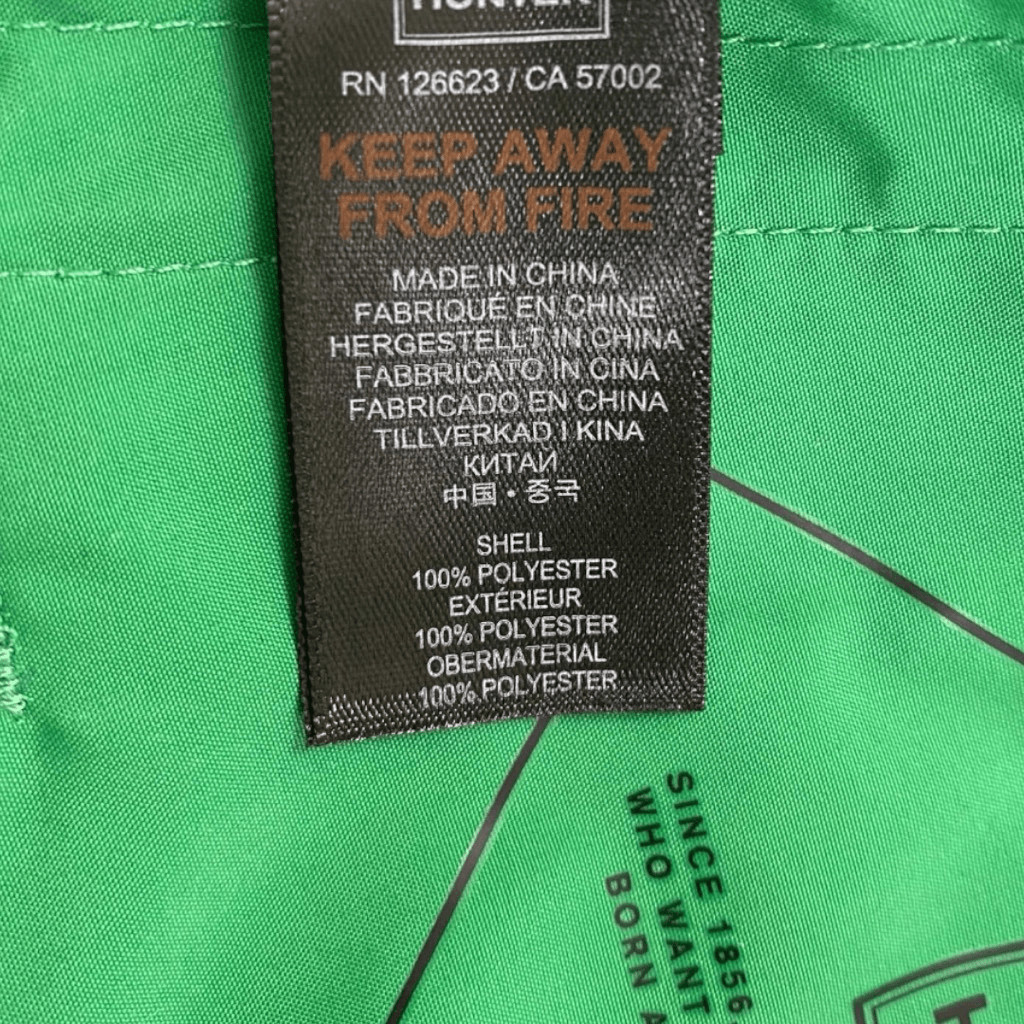 HUNTER
RN 126623 / CA 57002
KEEP AWAY
FROM FIRE
MADE IN CHINA
FABRIQUÉ EN CHINE
HERGESTELLT IN CHINA
FABBRICATO IN CINA
FABRICADO EN CHINA
TILLVERKAD I KINA
КИТАЙ
中国 • 중국
SHELL
100% POLYESTER
EXTÉRIEUR
100% POLYESTER
OBERMATERIAL
100% POLYESTER
SINCE 1856.
WHO WANT
BORN A